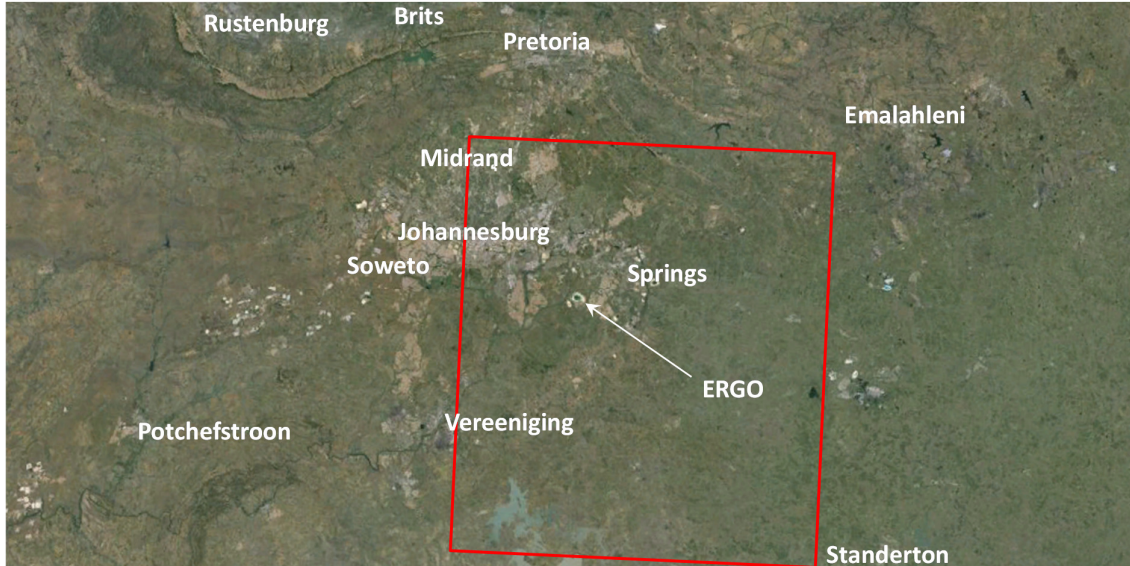 Rustenburg
Brits
Pretoria
Emalahleni
Midrand
Johannesburg
Soweto
Springs
ERGO
Vereeniging
Potchefstroon
Standerton